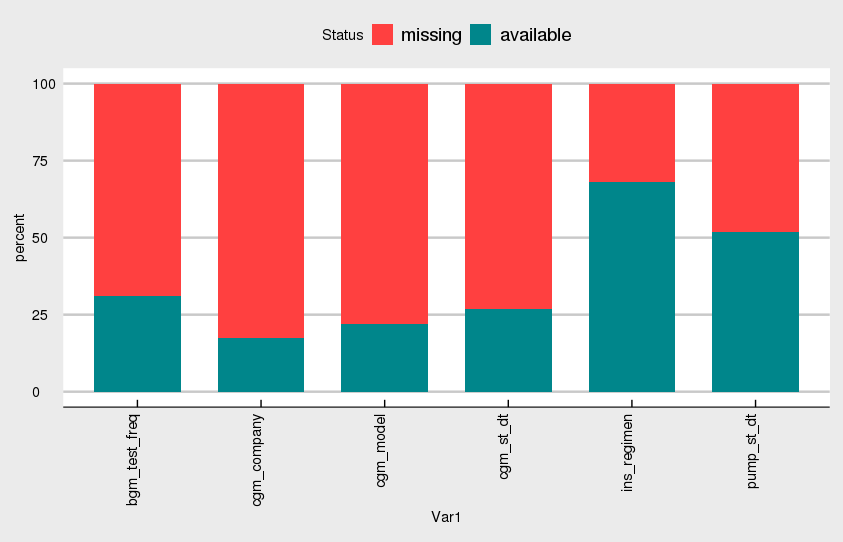 Status missing available
100
75
50
25
0
percent
bgm_test_freq
cgm_company
cgm_model
cgm_st_dt
ins_regimen
pump_st_dt
Var1